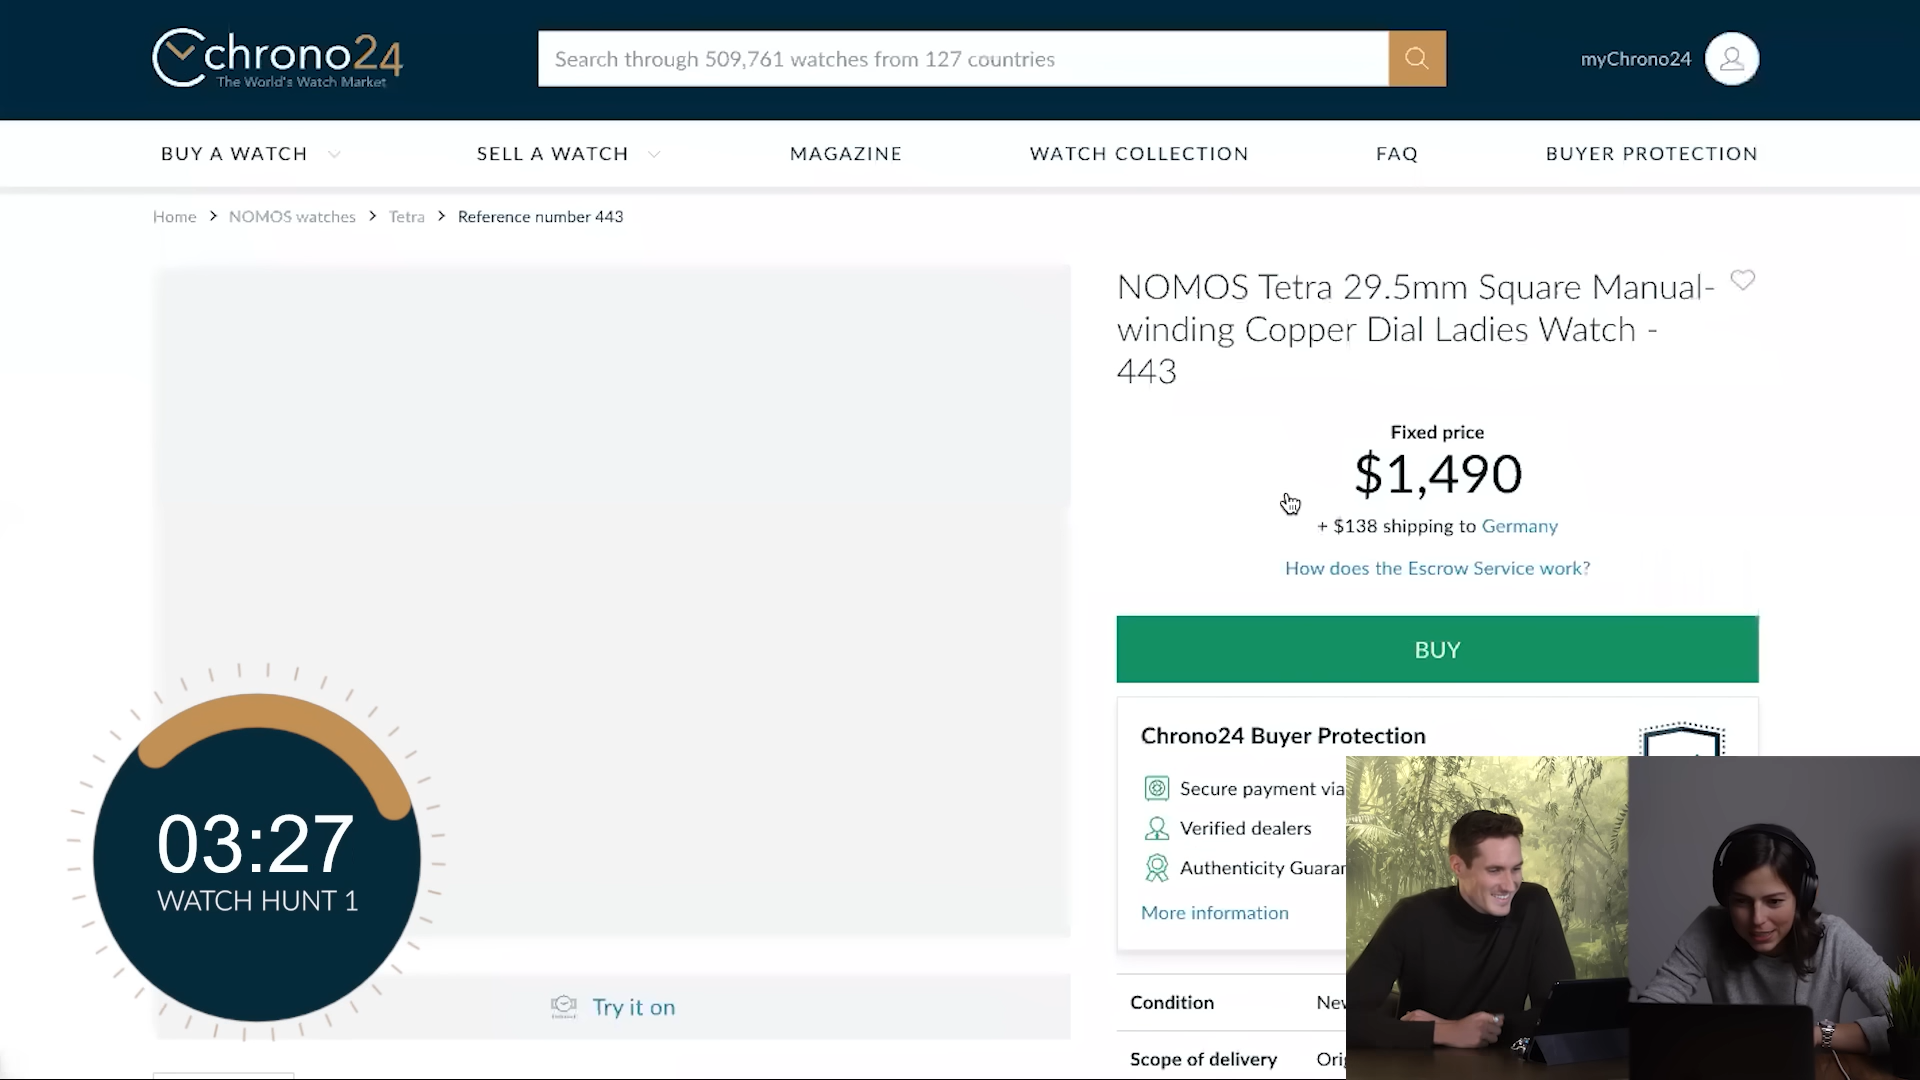 chrono24
The World's Watch Market
Search through 509,761 watches from 127 countries
myChrono24
BUY A WATCH
SELL A WATCH
MAGAZINE
WATCH COLLECTION
FAQ
BUYER PROTECTION
Home > NOMOS watches > Tetra > Reference number 443
NOMOS Tetra 29.5mm Square Manual-
winding Copper Dial Ladies Watch -
443
Fixed price
$1,490
+ $138 shipping to Germany
How does the Escrow Service work?
BUY
Chrono24 Buyer Protection
Secure payment via
Verified dealers
Authenticity Guaran
More information
Condition
Scope of delivery
Try it on
03:27
WATCH HUNT 1